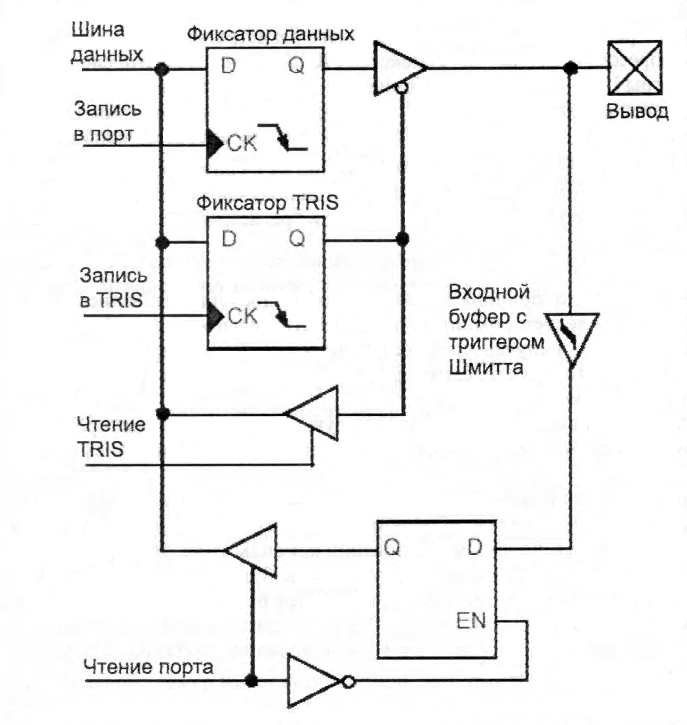 Шина
данных
Фиксатор данных
D
Q
Запись
в порт
CK
Вывод
Фиксатор TRIS
D
Q
Запись
в TRIS
CK
Входной
буфер с
триггером
Шмитта
Чтение
TRIS
Q
D
EN
Чтение порта